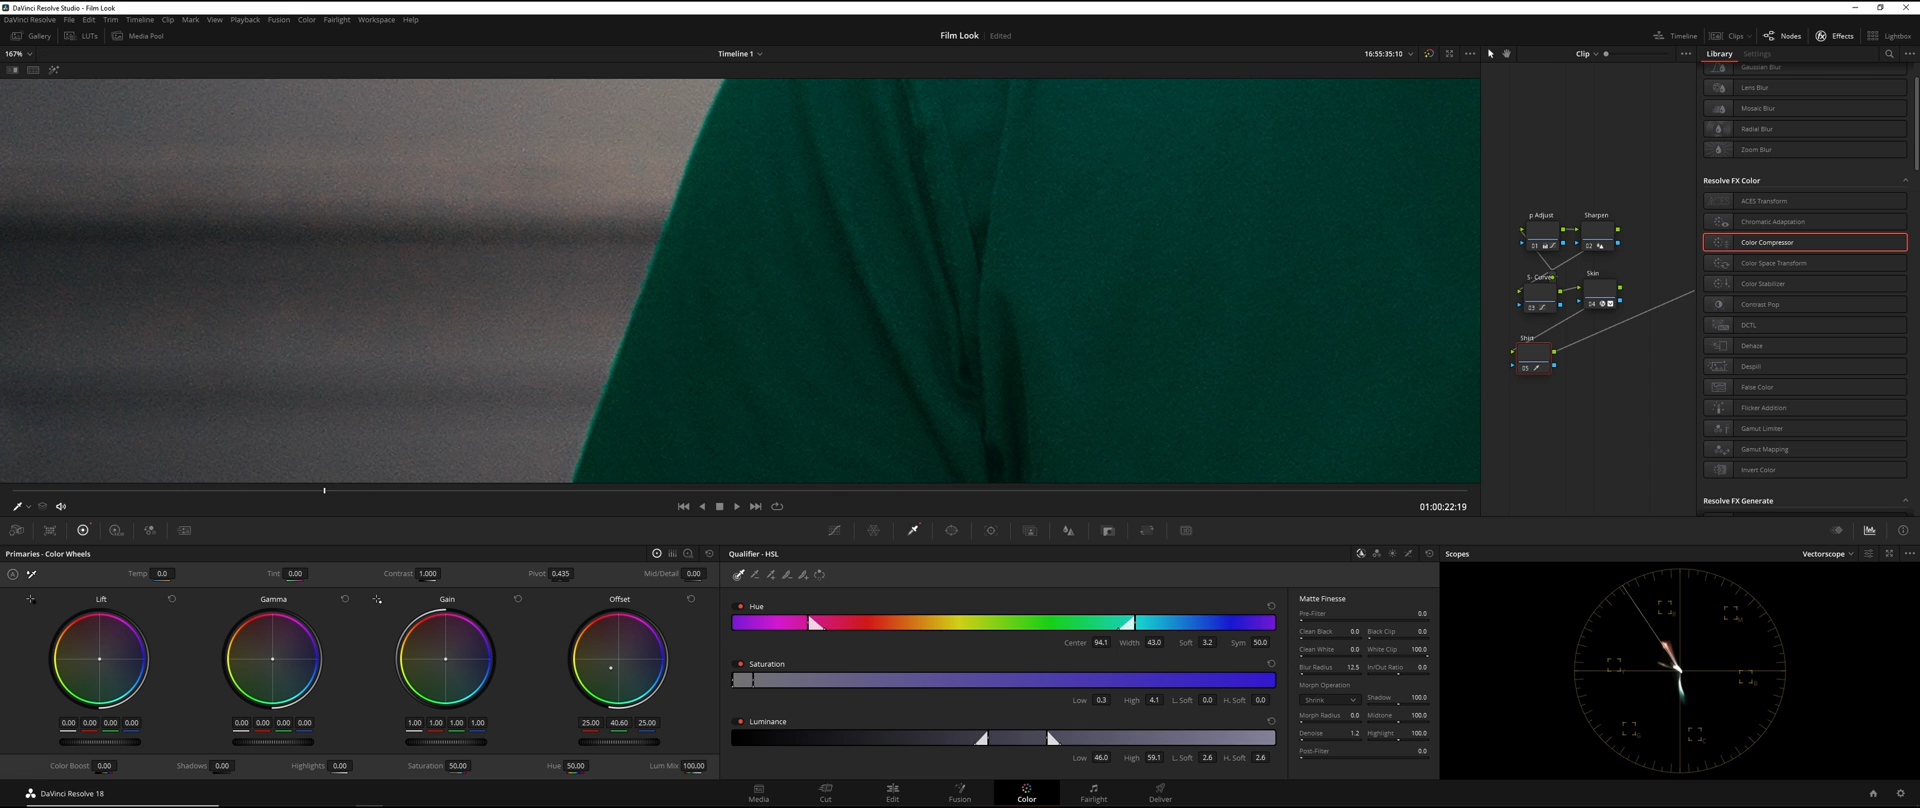 DaVinci Resolve Studio - Film Look
DaVinci Resolve File Edit Trim Timeline Clip Mark View Playback Fusion Color Fairlight Workspace Help
Gallery LUTs Media Pool Film Look Edited Timeline Clips Nodes Effects Lightbox
167% Timeline 1 16:55:35:10 Clip Library Settings
Gaussian Blur
Lens Blur
Mosaic Blur
Radial Blur
Zoom Blur
Resolve FX Color
ACES Transform
Chromatic Adaptation
Color Compressor
Color Space Transform
Color Stabilizer
Contrast Pop
DCTL
Dehaze
Despill
False Color
Flicker Addition
Gamut Limiter
Gamut Mapping
Invert Color
Resolve FX Generate
p Adjust Sharpen
01 02
S- Curve Skin
03 04
Shirt
05
01:00:22:19
Primaries - Color Wheels
Temp 0.0 Tint 0.00 Contrast 1.000 Pivot 0.435 Mid/Detail 0.00
Lift Gamma Gain Offset
0.00 0.00 0.00 0.00 0.00 0.00 0.00 0.00 1.00 1.00 1.00 1.00 25.00 40.60 25.00
Color Boost 0.00 Shadows 0.00 Highlights 0.00 Saturation 50.00 Hue 50.00 Lum Mix 100.00
Qualifier - HSL
Hue
Center 94.1 Width 43.0 Soft 3.2 Sym 50.0
Saturation
Low 0.3 High 4.1 L. Soft 0.0 H. Soft 0.0
Luminance
Low 46.0 High 59.1 L. Soft 2.6 H. Soft 2.6
Matte Finesse
Pre-Filter 0.0
Clean Black 0.0 Black Clip 0.0
Clean White 0.0 White Clip 100.0
Blur Radius 12.5 In/Out Ratio 0.0
Morph Operation
Shrink Shadow 100.0
Morph Radius 0.0 Midtone 100.0
Denoise 1.2 Highlight 100.0
Post-Filter 0.0
Scopes Vectorscope
DaVinci Resolve 18
Media Cut Edit Fusion Color Fairlight Deliver